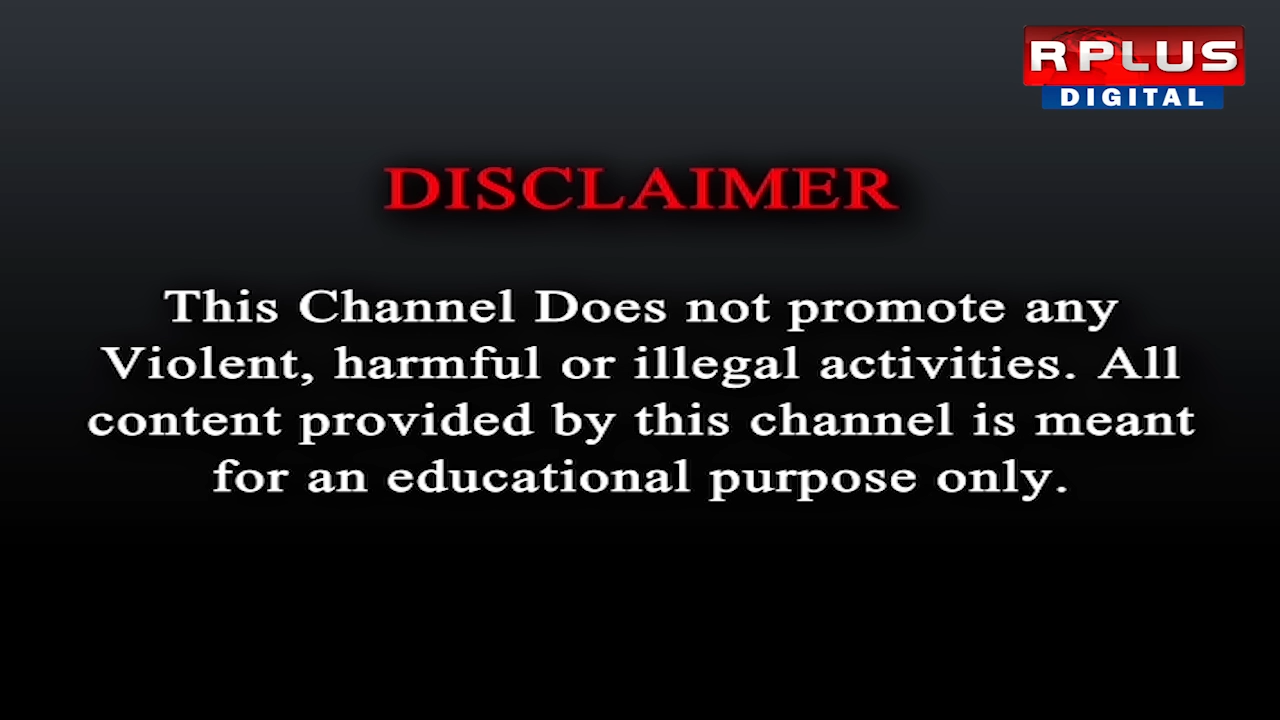 RPLUS
DIGITAL
DISCLAIMER
This Channel Does not promote any
Violent, harmful or illegal activities. All
content provided by this channel is meant
for an educational purpose only.